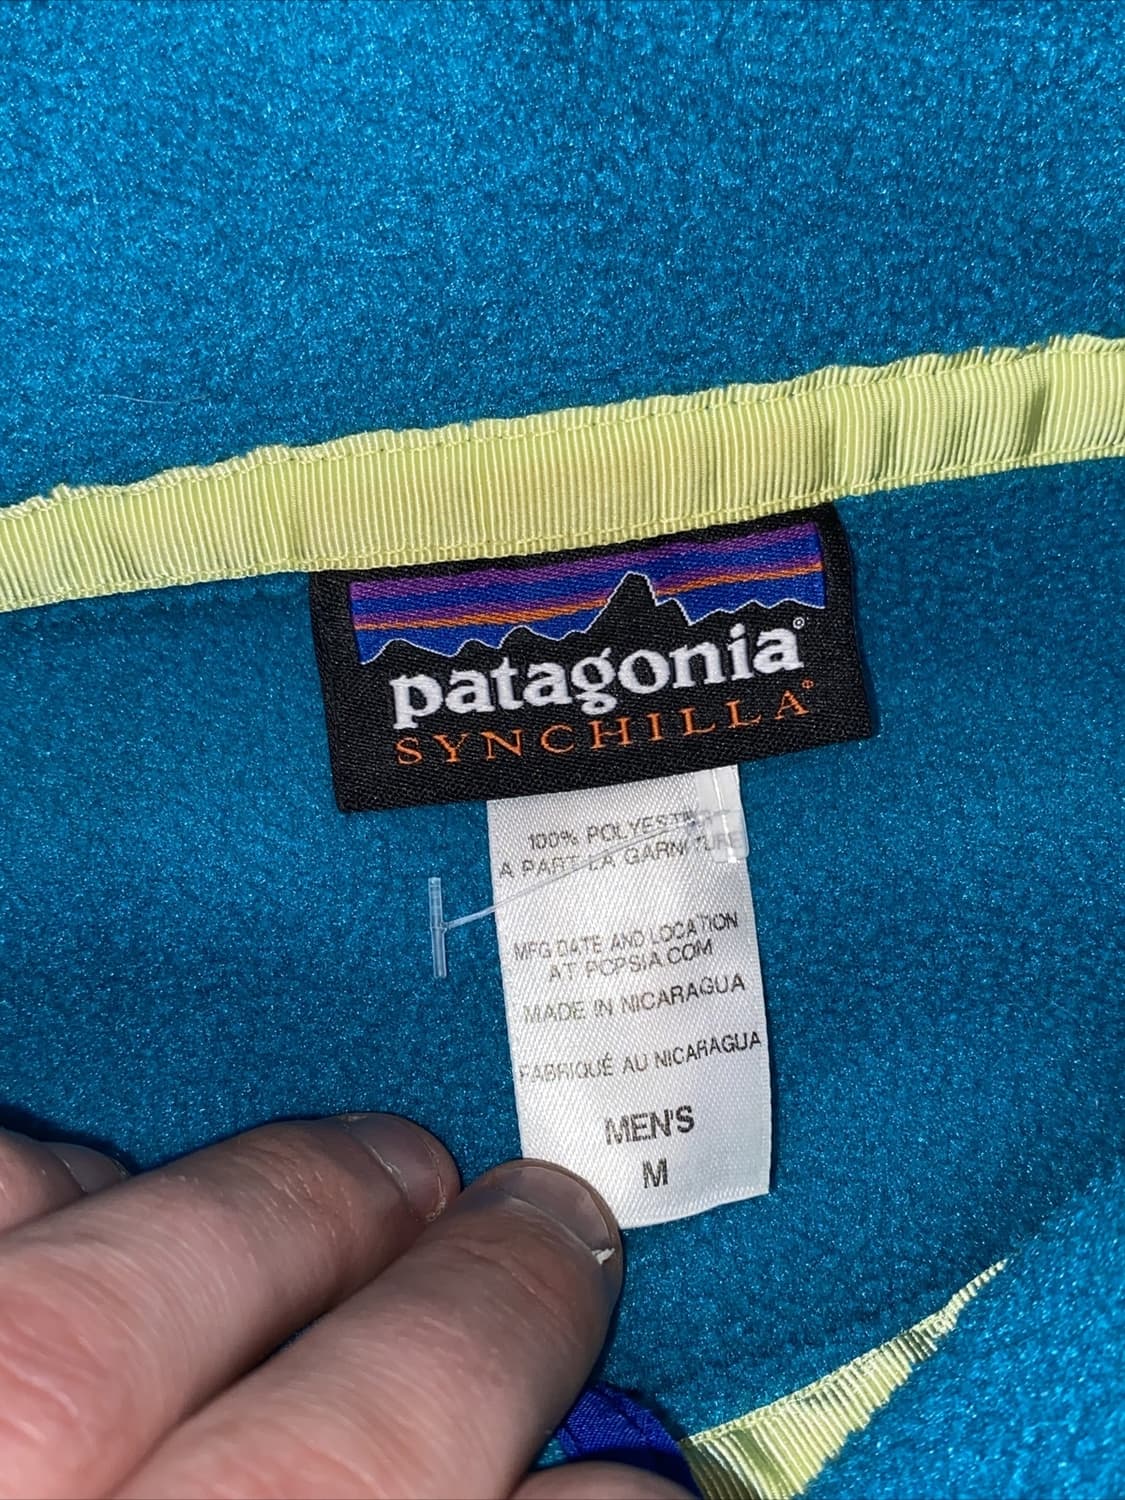 patagonia®
SYNCHILLA®
100% POLYESTER
A PART LA GARNITURE
MFG DATE AND LOCATION
AT PCPSIA.COM
MADE IN NICARAGUA
FABRIQUÉ AU NICARAGUA
MEN'S
M